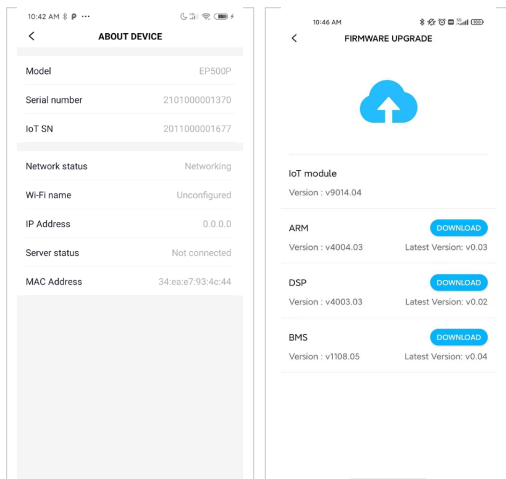 10:42 AM
ABOUT DEVICE
Model EP500P
Serial number 2101000001370
IoT SN 2011000001677
Network status Networking
Wi-Fi name Unconfigured
IP Address 0.0.0.0
Server status Not connected
MAC Address 34:ea:e7:93:4c:44
10:46 AM
FIRMWARE UPGRADE
IoT module
Version : v9014.04
ARM DOWNLOAD
Version : v4004.03 Latest Version: v0.03
DSP DOWNLOAD
Version : v4003.03 Latest Version: v0.02
BMS DOWNLOAD
Version : v1108.05 Latest Version: v0.04